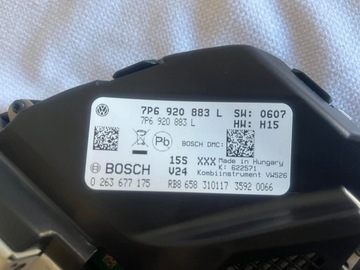 7P6 920 883 L SW: 0607
7P6 920 883 L HW: H15
Pb BOSCH DMC:
BOSCH 15S XXX Made in Hungary
K: 622571
V24 Kombiinstrument VW526
0 263 677 175 RB8 658 310117 3592 0066